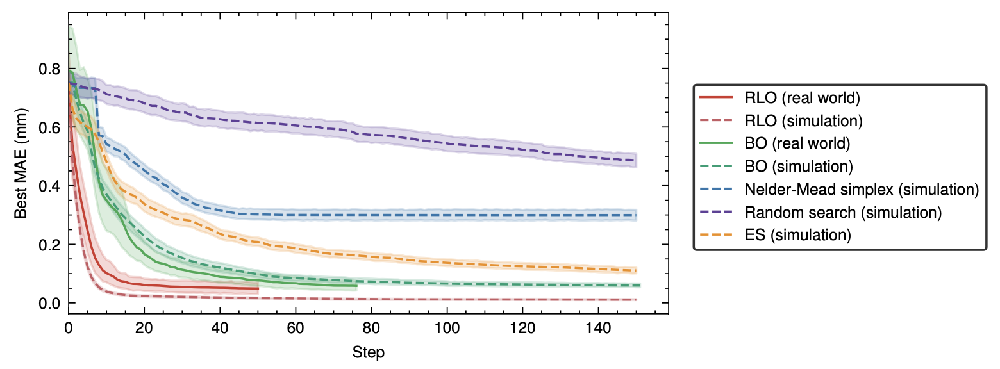 Best MAE (mm)
0.8
0.6
0.4
0.2
0.0
0 20 40 60 80 100 120 140
Step
RLO (real world)
RLO (simulation)
BO (real world)
BO (simulation)
Nelder-Mead simplex (simulation)
Random search (simulation)
ES (simulation)